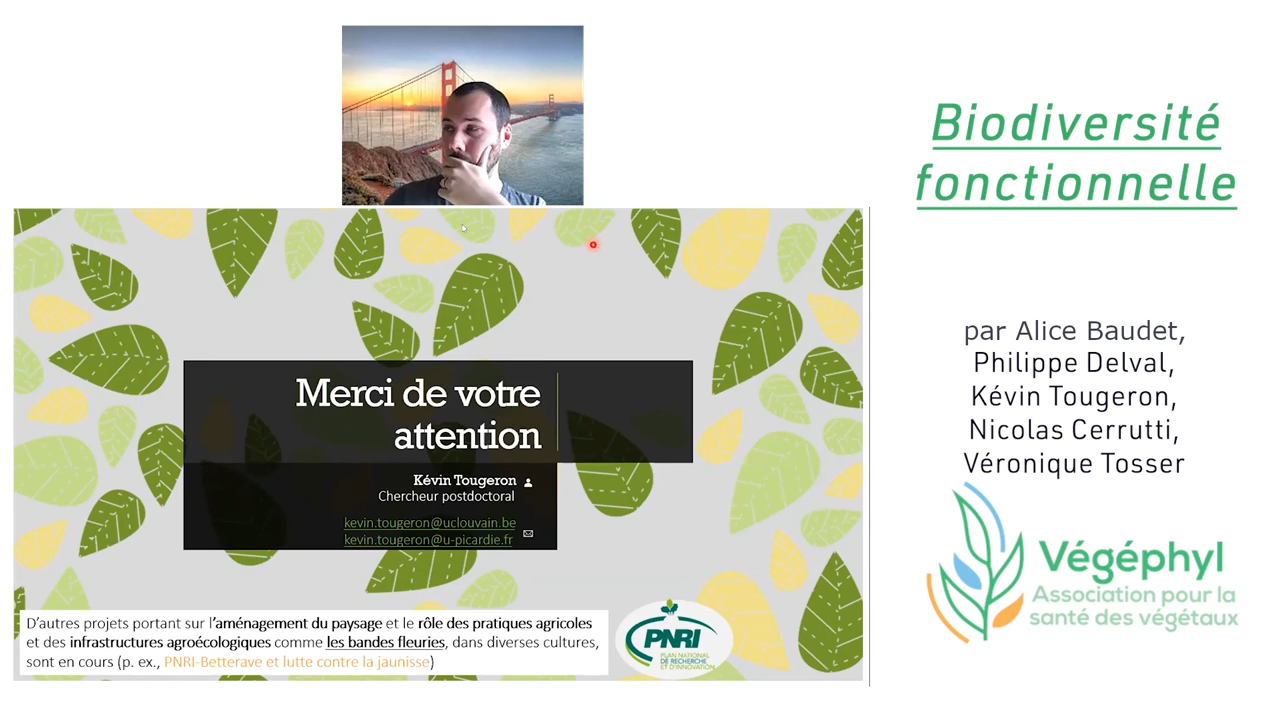 Biodiversité
fonctionnelle
par Alice Baudet,
Philippe Delval,
Kévin Tougeron,
Nicolas Cerrutti,
Véronique Tosser
Végéphyl
Association pour la
santé des végétaux
Merci de votre
attention
Kévin Tougeron
Chercheur postdoctoral
kevin.tougeron@uclouvain.be
kevin.tougeron@u-picardie.fr
D'autres projets portant sur l'aménagement du paysage et le rôle des pratiques agricoles
et des infrastructures agroécologiques comme les bandes fleuries, dans diverses cultures,
sont en cours (p. ex., PNRI-Betterave et lutte contre la jaunisse)
PNRI
PLAN NATIONAL
DE RECHERCHE
ET D'INNOVATION